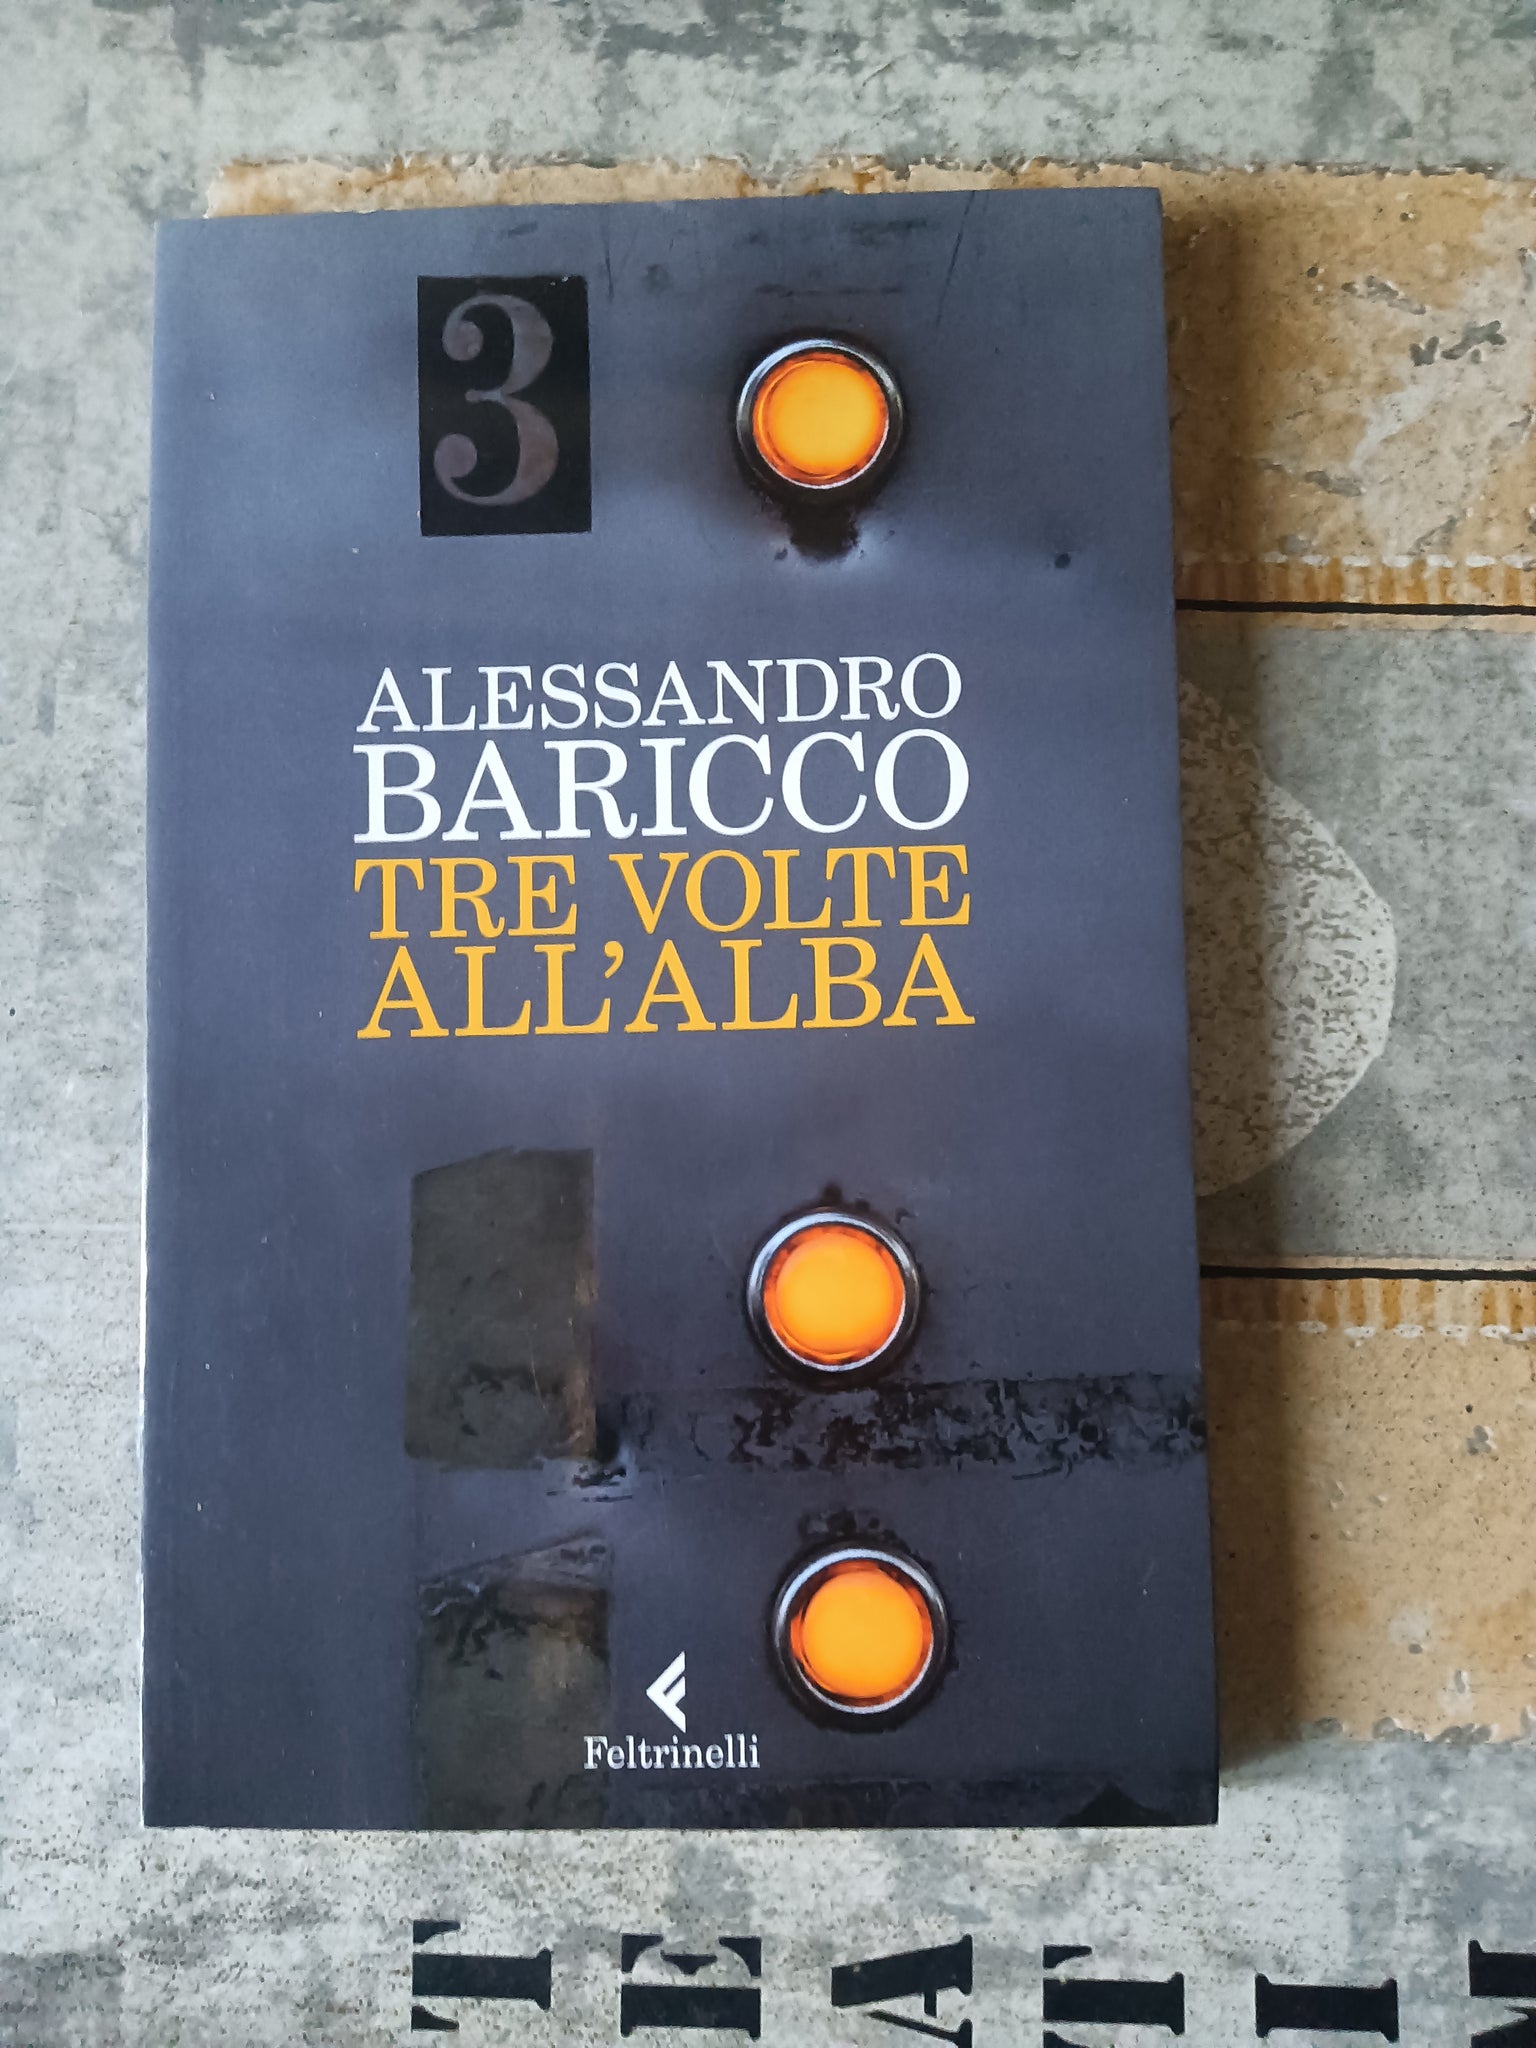 3
ALESSANDRO
BARICCO
TRE VOLTE
ALL'ALBA
Feltrinelli